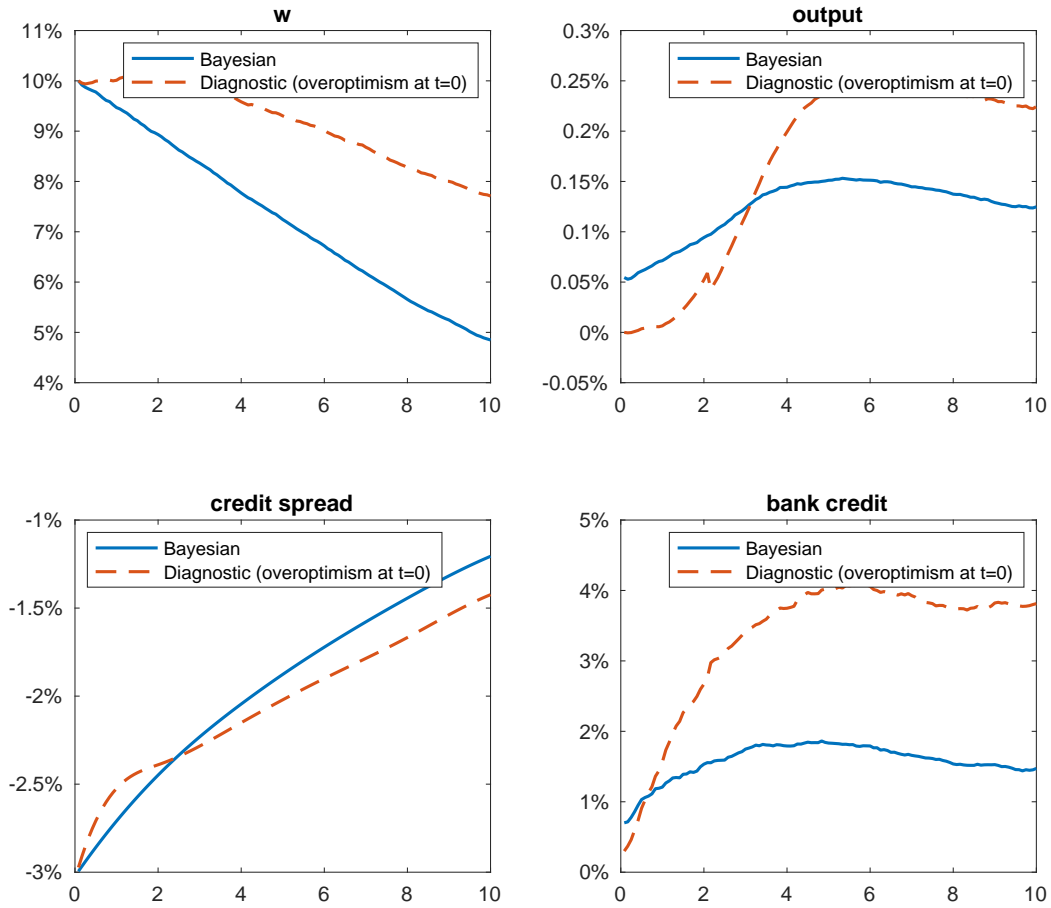 w
11%
10%
9%
8%
7%
6%
5%
4%
0 2 4 6 8 10
Bayesian
Diagnostic (overoptimism at t=0)
output
0.3%
0.25%
0.2%
0.15%
0.1%
0.05%
0%
-0.05%
0 2 4 6 8 10
Bayesian
Diagnostic (overoptimism at t=0)
credit spread
-1%
-1.5%
-2%
-2.5%
-3%
0 2 4 6 8 10
Bayesian
Diagnostic (overoptimism at t=0)
bank credit
5%
4%
3%
2%
1%
0%
0 2 4 6 8 10
Bayesian
Diagnostic (overoptimism at t=0)